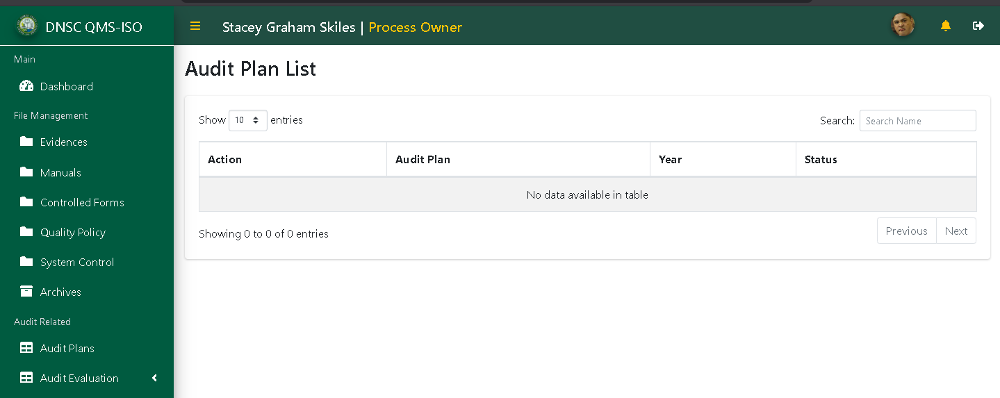 DNSC QMS-ISO
Stacey Graham Skiles | Process Owner
Main
Dashboard
File Management
Evidences
Manuals
Controlled Forms
Quality Policy
System Control
Archives
Audit Related
Audit Plans
Audit Evaluation
Audit Plan List
Show 10 entries
Search: Search Name
Action Audit Plan Year Status
No data available in table
Showing 0 to 0 of 0 entries
Previous Next